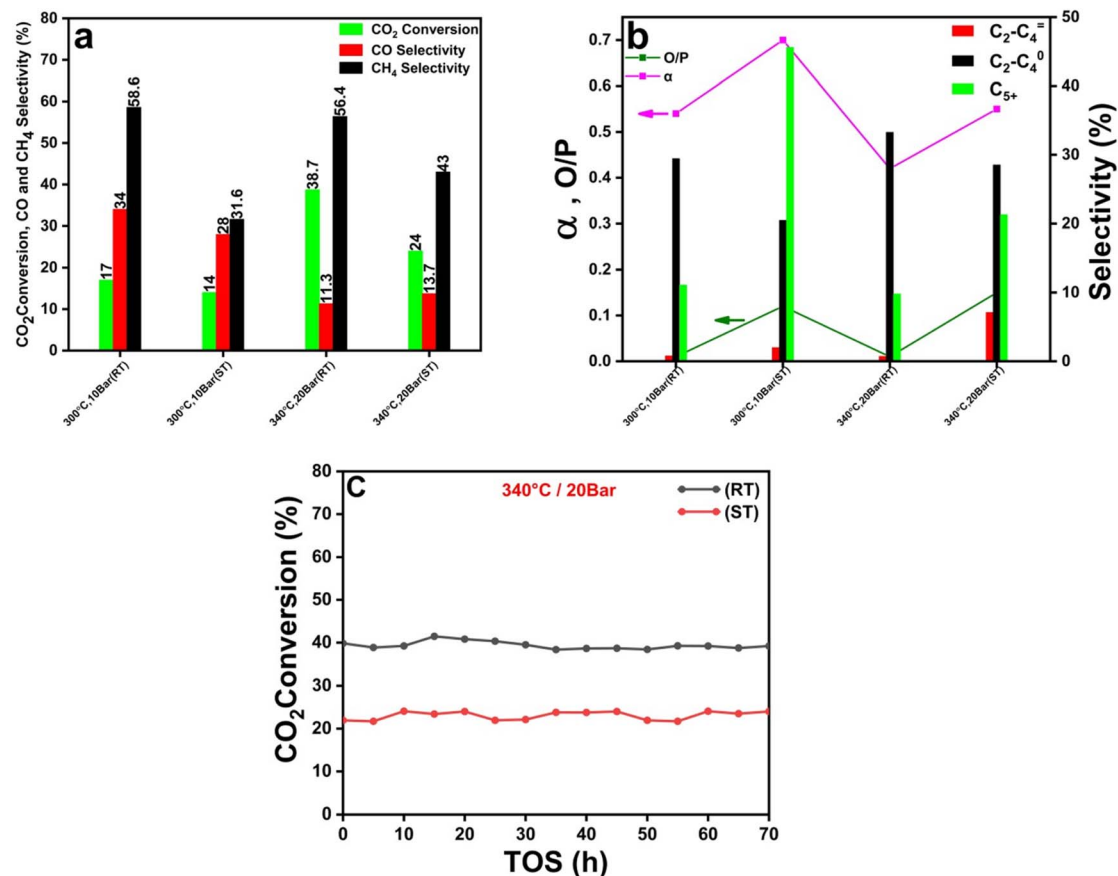 a
CO₂ Conversion
CO Selectivity
CH₄ Selectivity
CO₂Conversion, CO and CH₄ Selectivity (%)
80
70
60
50
40
30
20
10
0
17
34
58.6
14
28
31.6
38.7
11.3
56.4
24
13.7
43
300°C,10Bar(RT)
300°C,10Bar(ST)
340°C,20Bar(RT)
340°C,20Bar(ST)
b
O/P
α
C₂-C₄⁼
C₂-C₄⁰
C₅₊
α , O/P
0.7
0.6
0.5
0.4
0.3
0.2
0.1
0.0
Selectivity (%)
50
40
30
20
10
0
300°C,10Bar(RT)
300°C,10Bar(ST)
340°C,20Bar(RT)
340°C,20Bar(ST)
C
340°C / 20Bar
(RT)
(ST)
CO₂Conversion (%)
80
70
60
50
40
30
20
10
0
0 10 20 30 40 50 60 70
TOS (h)